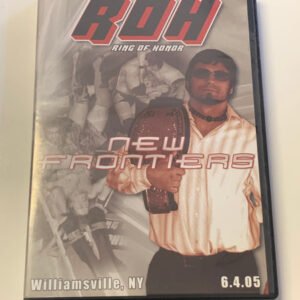 ROH
RING OF HONOR
NEW
FRONTIERS
Williamsville, NY 6.4.05